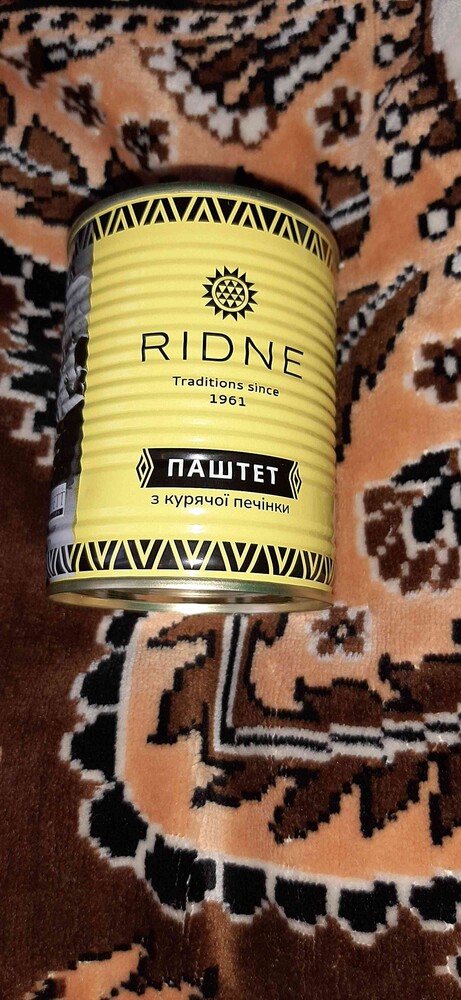 RIDNE
Traditions since
1961
ПАШТЕТ
з курячої печінки